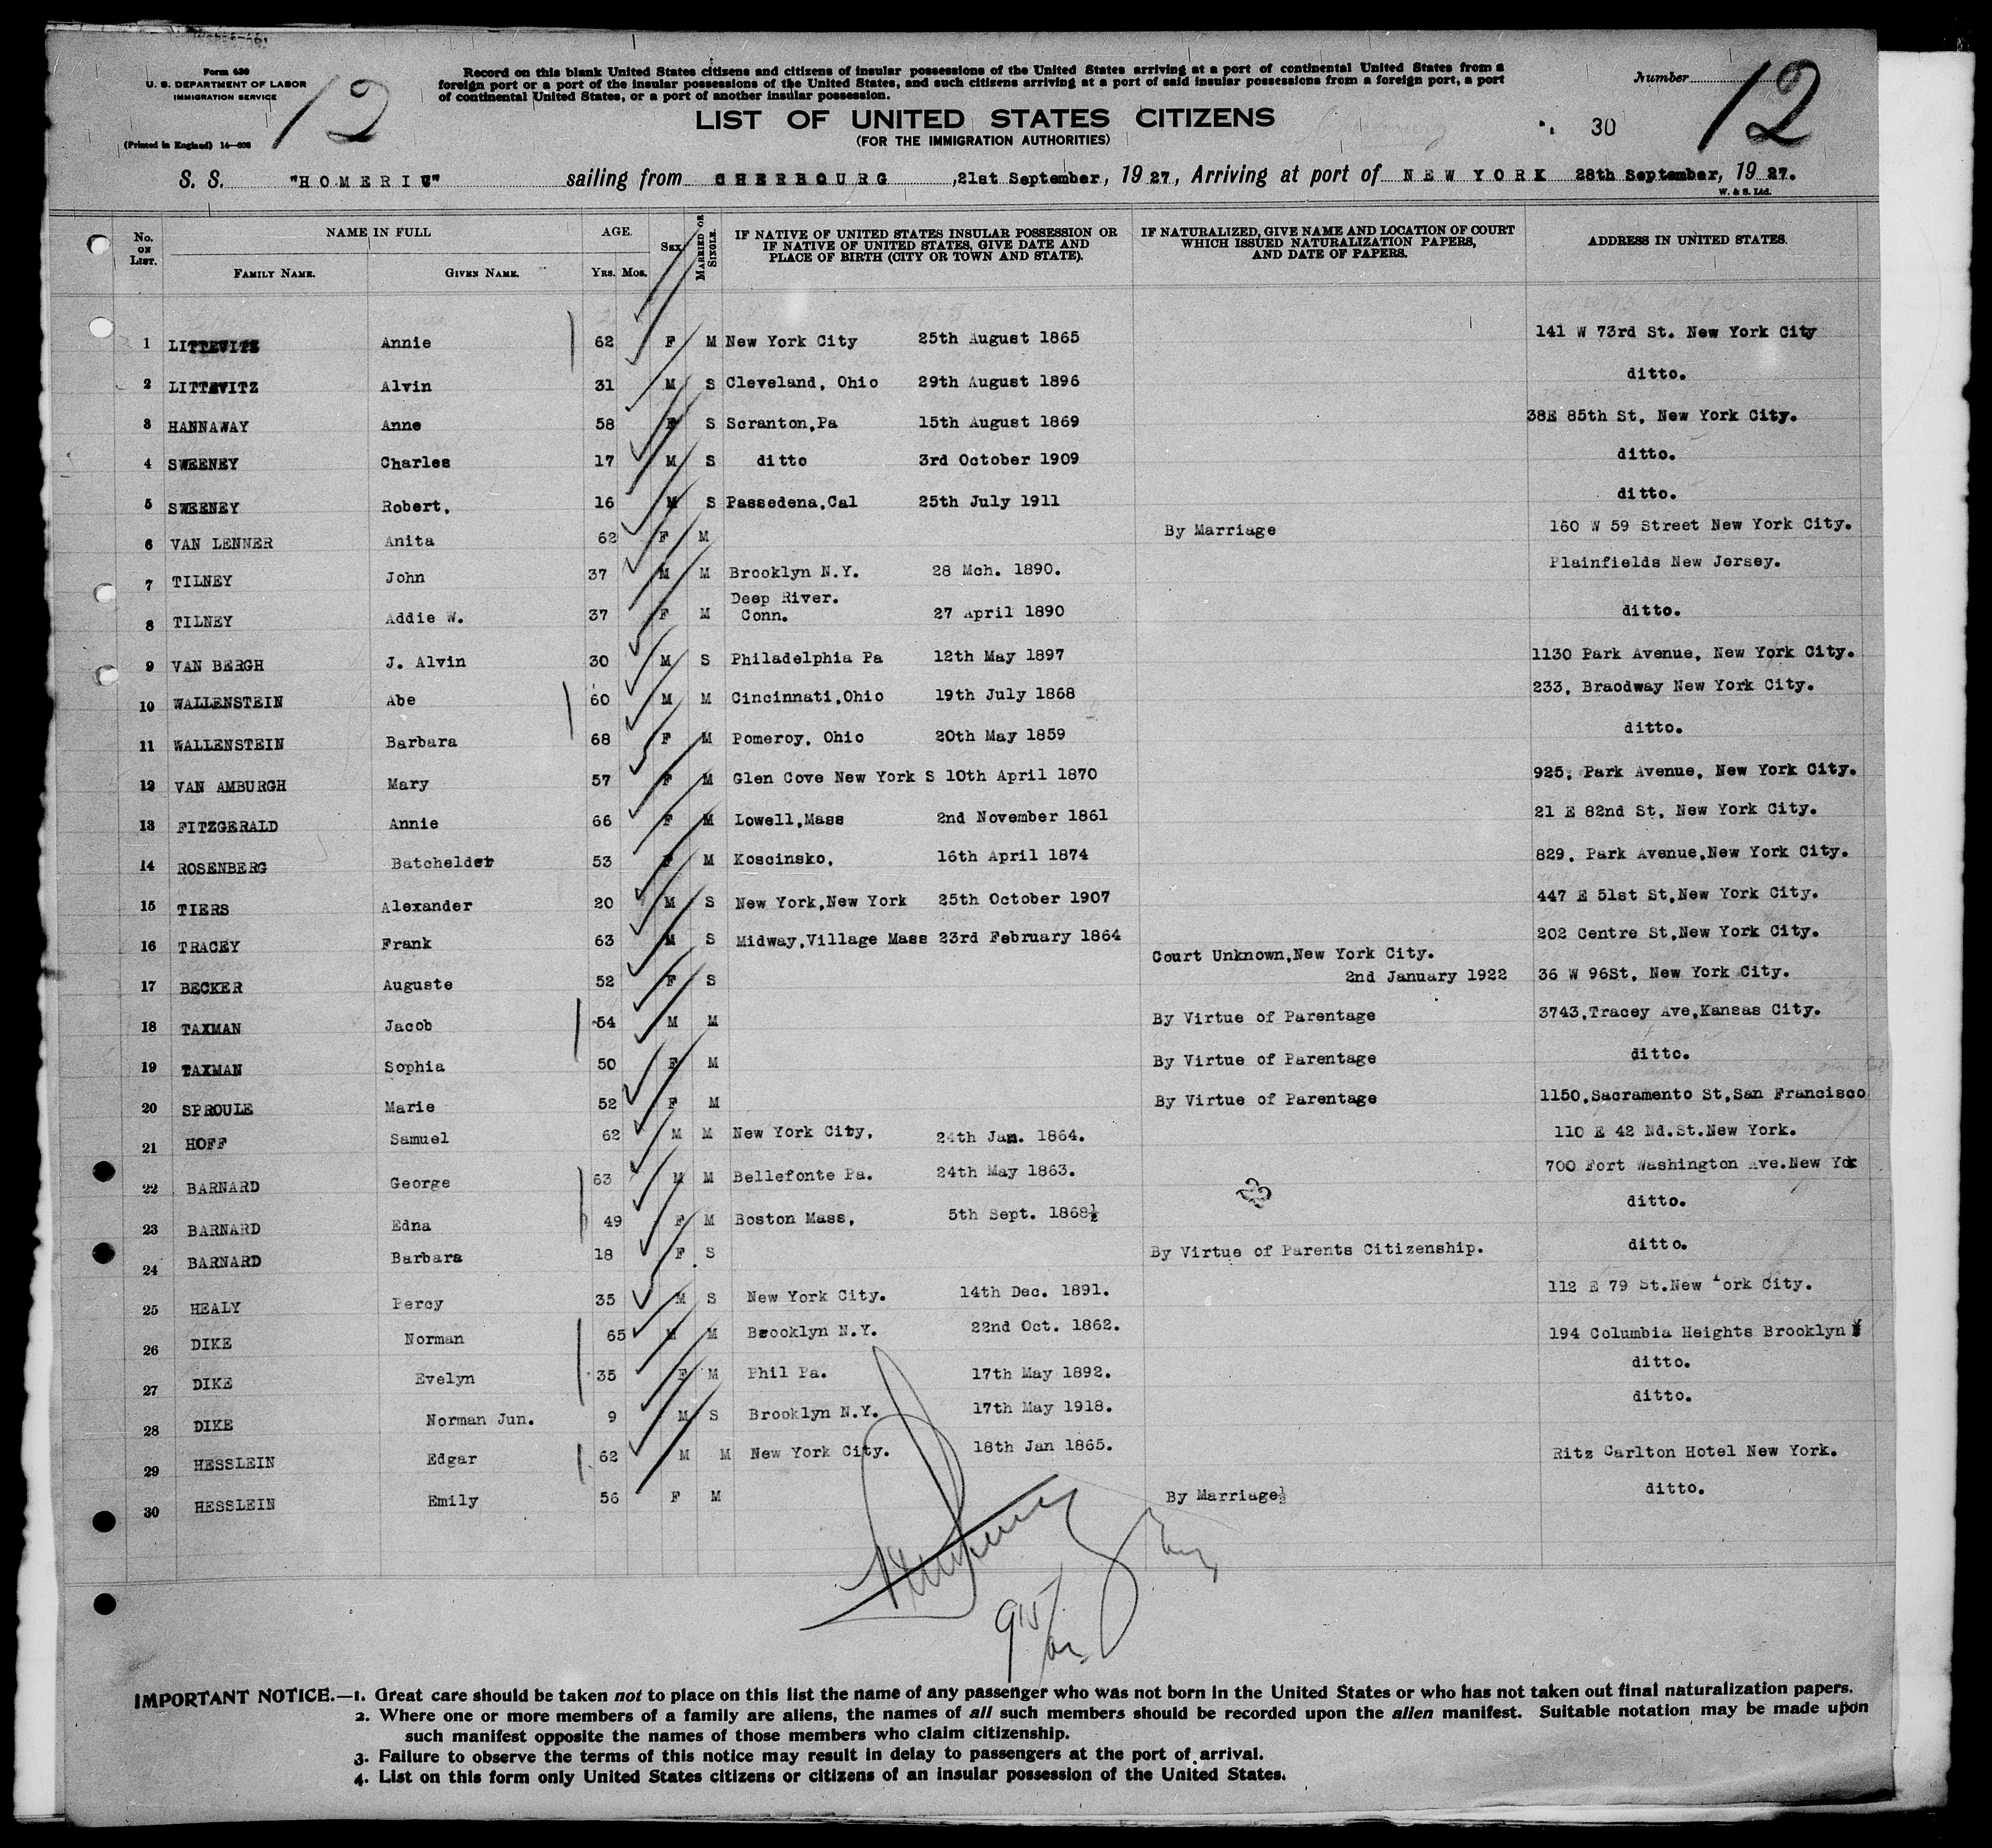 Form 630
U. S. DEPARTMENT OF LABOR
IMMIGRATION SERVICE
(Printed in England) 14—608
12
Record on this blank United States citizens and citizens of insular possessions of the United States arriving at a port of continental United States from a
foreign port or a port of the insular possessions of the United States, and such citizens arriving at a port of said insular possessions from a foreign port, a port
of continental United States, or a port of another insular possession.
Number
12
LIST OF UNITED STATES CITIZENS
(FOR THE IMMIGRATION AUTHORITIES)
30
S. S. "HOMERIC" sailing from CHERBOURG ,21st September, 1927, Arriving at port of NEW YORK 28th September, 1927.
W. & S. Ltd.
No. ON LIST. NAME IN FULL FAMILY NAME. GIVEN NAME. AGE. YRS. MOS. SEX MARRIED OR SINGLE. IF NATIVE OF UNITED STATES INSULAR POSSESSION OR IF NATIVE OF UNITED STATES, GIVE DATE AND PLACE OF BIRTH (CITY OR TOWN AND STATE). IF NATURALIZED, GIVE NAME AND LOCATION OF COURT WHICH ISSUED NATURALIZATION PAPERS, AND DATE OF PAPERS. ADDRESS IN UNITED STATES.
1 LITTEVITZ Annie 62 F M New York City 25th August 1865 141 W 73rd St. New York City
2 LITTEVITZ Alvin 31 M S Cleveland, Ohio 29th August 1896 ditto.
3 HANNAWAY Anne 58 F S Scranton,Pa 15th August 1869 38E 85th St, New York City.
4 SWEENEY Charles 17 M S ditto 3rd October 1909 ditto.
5 SWEENEY Robert, 16 M S Passedena,Cal 25th July 1911 ditto.
6 VAN LENNER Anita 62 F M By Marriage 160 W 59 Street New York City.
7 TILNEY John 37 M M Brooklyn N.Y. 28 Mch. 1890. Plainfields New Jersey.
8 TILNEY Addie W. 37 F M Deep River. Conn. 27 April 1890 ditto.
9 VAN BERGH J. Alvin 30 M S Philadelphia Pa 12th May 1897 1130 Park Avenue, New York City.
10 WALLENSTEIN Abe 60 M M Cincinnati,Ohio 19th July 1868 233, Braodway New York City.
11 WALLENSTEIN Barbara 68 F M Pomeroy, Ohio 20th May 1859 ditto.
12 VAN AMBURGH Mary 57 F M Glen Cove New York S 10th April 1870 925, Park Avenue, New York City.
13 FITZGERALD Annie 66 F M Lowell,Mass 2nd November 1861 21 E 82nd St, New York City.
14 ROSENBERG Batchelder 53 F M Koscinsko, 16th April 1874 829, Park Avenue,New York City.
15 TIERS Alexander 20 M S New York,New York 25th October 1907 447 E 51st St,New York City.
16 TRACEY Frank 63 M S Midway,Village Mass 23rd February 1864 202 Centre St,New York City.
17 BECKER Auguste 52 F S Court Unknown,New York City. 2nd January 1922 36 W 96St, New York City.
18 TAXMAN Jacob 54 M M By Virtue of Parentage 3743,Tracey Ave,Kansas City.
19 TAXMAN Sophia 50 F M By Virtue of Parentage ditto.
20 SPROULE Marie 52 F M By Virtue of Parentage 1150,Sacramento St,San Francisco
21 HOFF Samuel 62 M M New York City, 24th Jan. 1864. 110 E 42 Nd.St.New York.
22 BARNARD George 63 M M Bellefonte Pa. 24th May 1863. 700 Fort Washington Ave.New York
23 BARNARD Edna 49 F M Boston Mass, 5th Sept. 1868½ ditto.
24 BARNARD Barbara 18 F S By Virtue of Parents Citizenship. ditto.
25 HEALY Percy 35 M S New York City. 14th Dec. 1891. 112 E 79 St.New York City.
26 DIKE Norman 65 M M Brooklyn N.Y. 22nd Oct. 1862. 194 Columbia Heights Brooklyn
27 DIKE Evelyn 35 F M Phil Pa. 17th May 1892. ditto.
28 DIKE Norman Jun. 9 M S Brooklyn N.Y. 17th May 1918. ditto.
29 HESSLEIN Edgar 62 M M New York City. 18th Jan 1865. Ritz Carlton Hotel New York.
30 HESSLEIN Emily 56 F M By Marriage½ ditto.
IMPORTANT NOTICE.—1. Great care should be taken not to place on this list the name of any passenger who was not born in the United States or who has not taken out final naturalization papers.
2. Where one or more members of a family are aliens, the names of all such members should be recorded upon the alien manifest. Suitable notation may be made upon
such manifest opposite the names of those members who claim citizenship.
3. Failure to observe the terms of this notice may result in delay to passengers at the port of arrival.
4. List on this form only United States citizens or citizens of an insular possession of the United States.